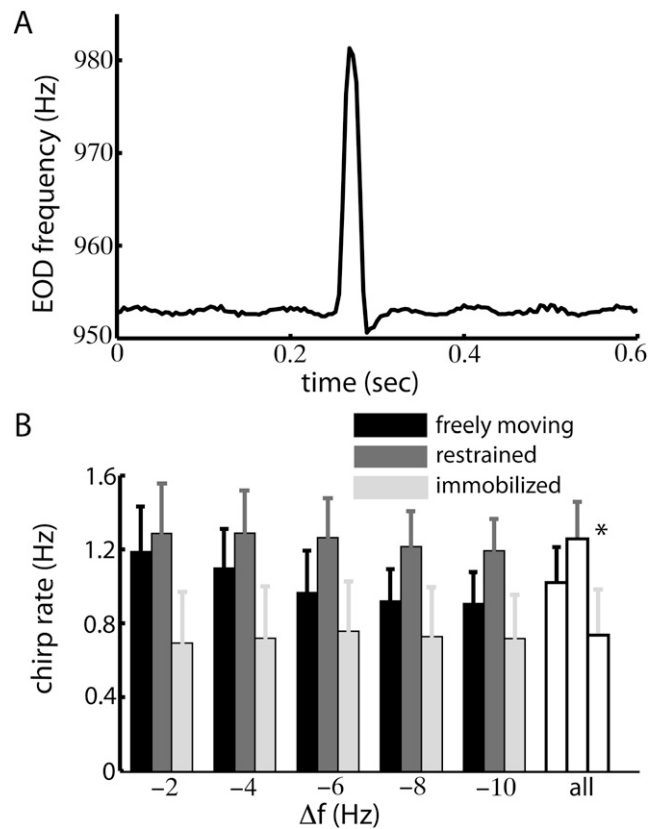 A
EOD frequency (Hz)
980
970
960
950
0
0.2
0.4
0.6
time (sec)
B
freely moving
restrained
immobilized
chirp rate (Hz)
1.6
1.2
0.8
0.4
0
*
−2
−4
−6
−8
−10
all
Δf (Hz)